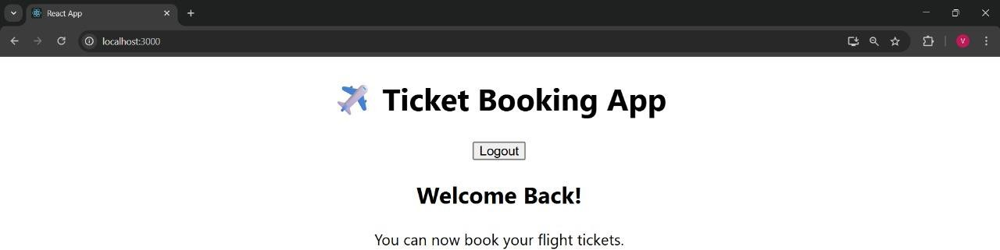 React App
localhost:3000
V
✈️ Ticket Booking App
Logout
Welcome Back!
You can now book your flight tickets.